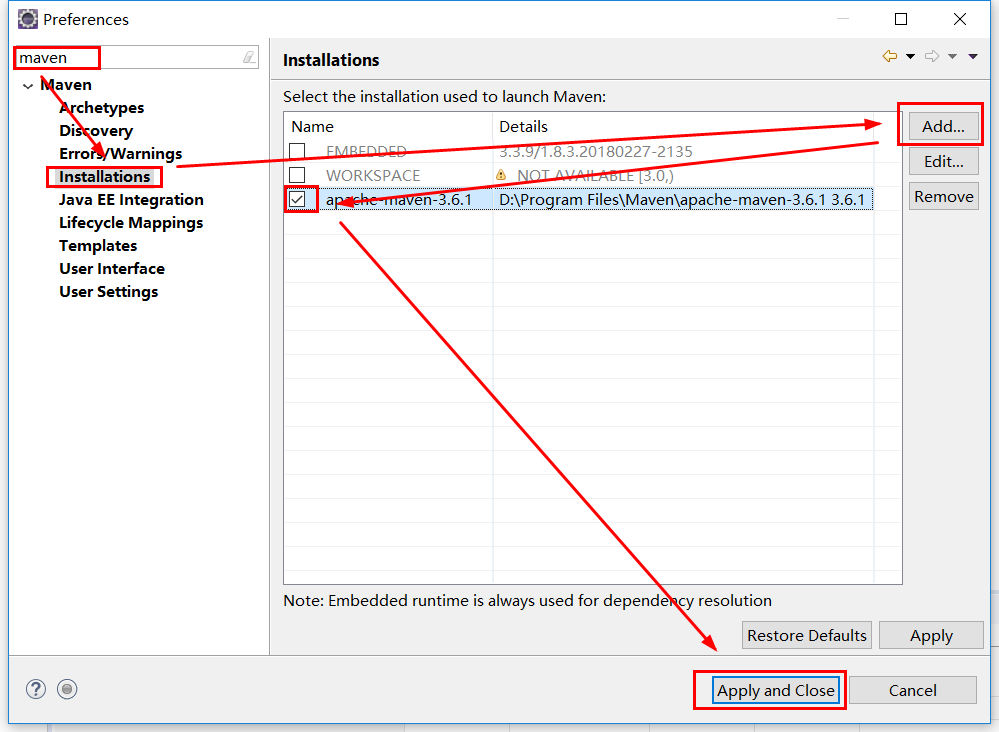 Preferences
maven
Maven
Archetypes
Discovery
Errors/Warnings
Installations
Java EE Integration
Lifecycle Mappings
Templates
User Interface
User Settings
Installations
Select the installation used to launch Maven:
Name Details
EMBEDDED 3.3.9/1.8.3.20180227-2135
WORKSPACE NOT AVAILABLE [3.0,)
apache-maven-3.6.1 D:\Program Files\Maven\apache-maven-3.6.1 3.6.1
Add...
Edit...
Remove
Note: Embedded runtime is always used for dependency resolution
Restore Defaults Apply
Apply and Close Cancel